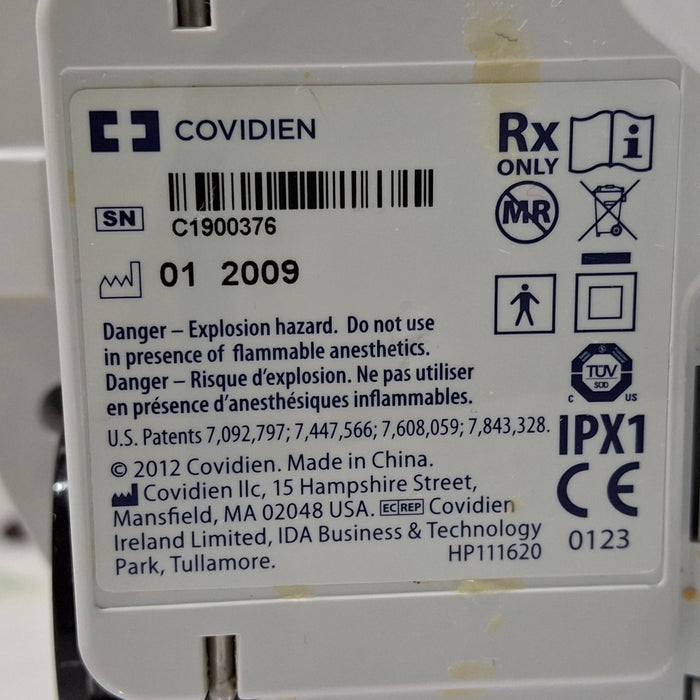 COVIDIEN
Rx
ONLY
SN
C1900376
MR
01 2009
Danger – Explosion hazard. Do not use
in presence of flammable anesthetics.
Danger – Risque d'explosion. Ne pas utiliser
en présence d'anesthésiques inflammables.
TÜV
SÜD
C US
U.S. Patents 7,092,797; 7,447,566; 7,608,059; 7,843,328.
IPX1
© 2012 Covidien. Made in China.
Covidien llc, 15 Hampshire Street,
Mansfield, MA 02048 USA. EC REP Covidien
Ireland Limited, IDA Business & Technology
Park, Tullamore.
HP111620
CE
0123